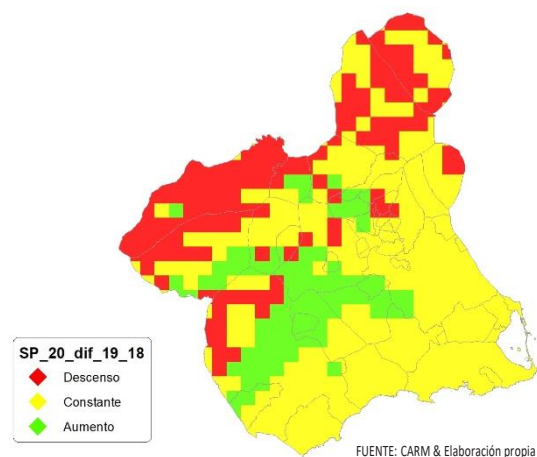 SP_20_dif_19_18
Descenso
Constante
Aumento
FUENTE: CARM & Elaboración propia